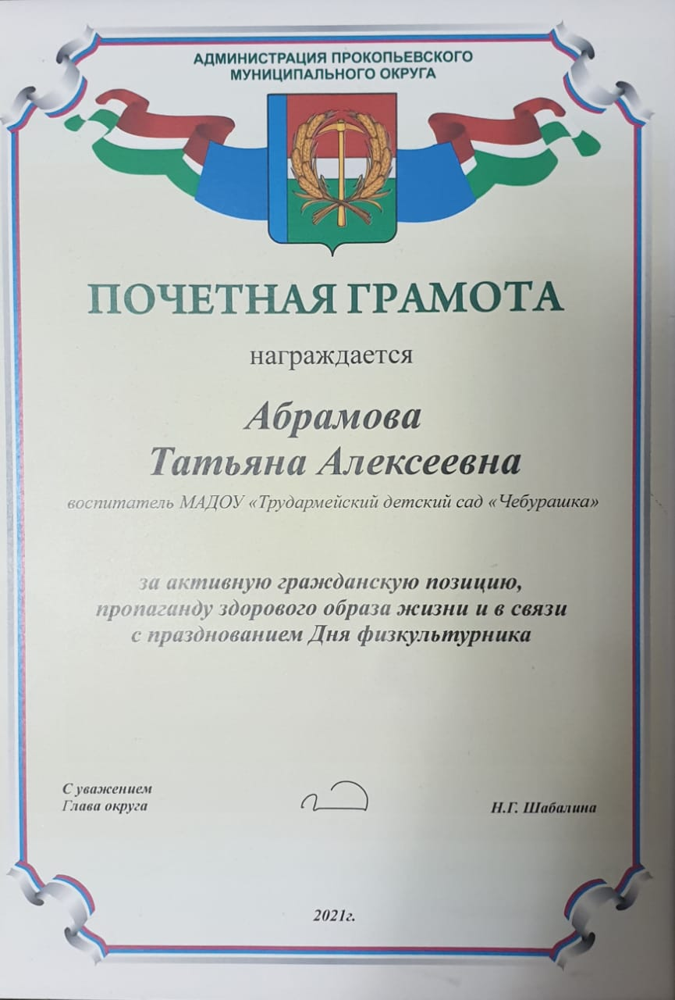 АДМИНИСТРАЦИЯ ПРОКОПЬЕВСКОГО
МУНИЦИПАЛЬНОГО ОКРУГА
ПОЧЕТНАЯ ГРАМОТА
награждается
Абрамова
Татьяна Алексеевна
воспитатель МАДОУ «Трудармейский детский сад «Чебурашка»
за активную гражданскую позицию,
пропаганду здорового образа жизни и в связи
с празднованием Дня физкультурника
С уважением
Глава округа
Н.Г. Шабалина
2021г.